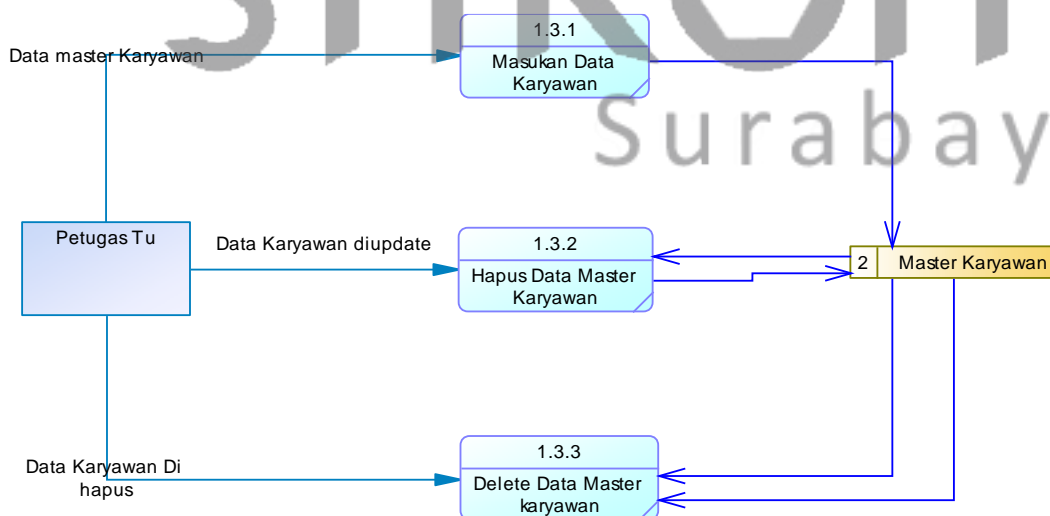 1.3.1
Data master Karyawan
Masukan Data
Karyawan
Surabay
Petugas Tu
Data Karyawan diupdate
1.3.2
Hapus Data Master
Karyawan
2
Master Karyawan
1.3.3
Data Karyawan Di
hapus
Delete Data Master
karyawan